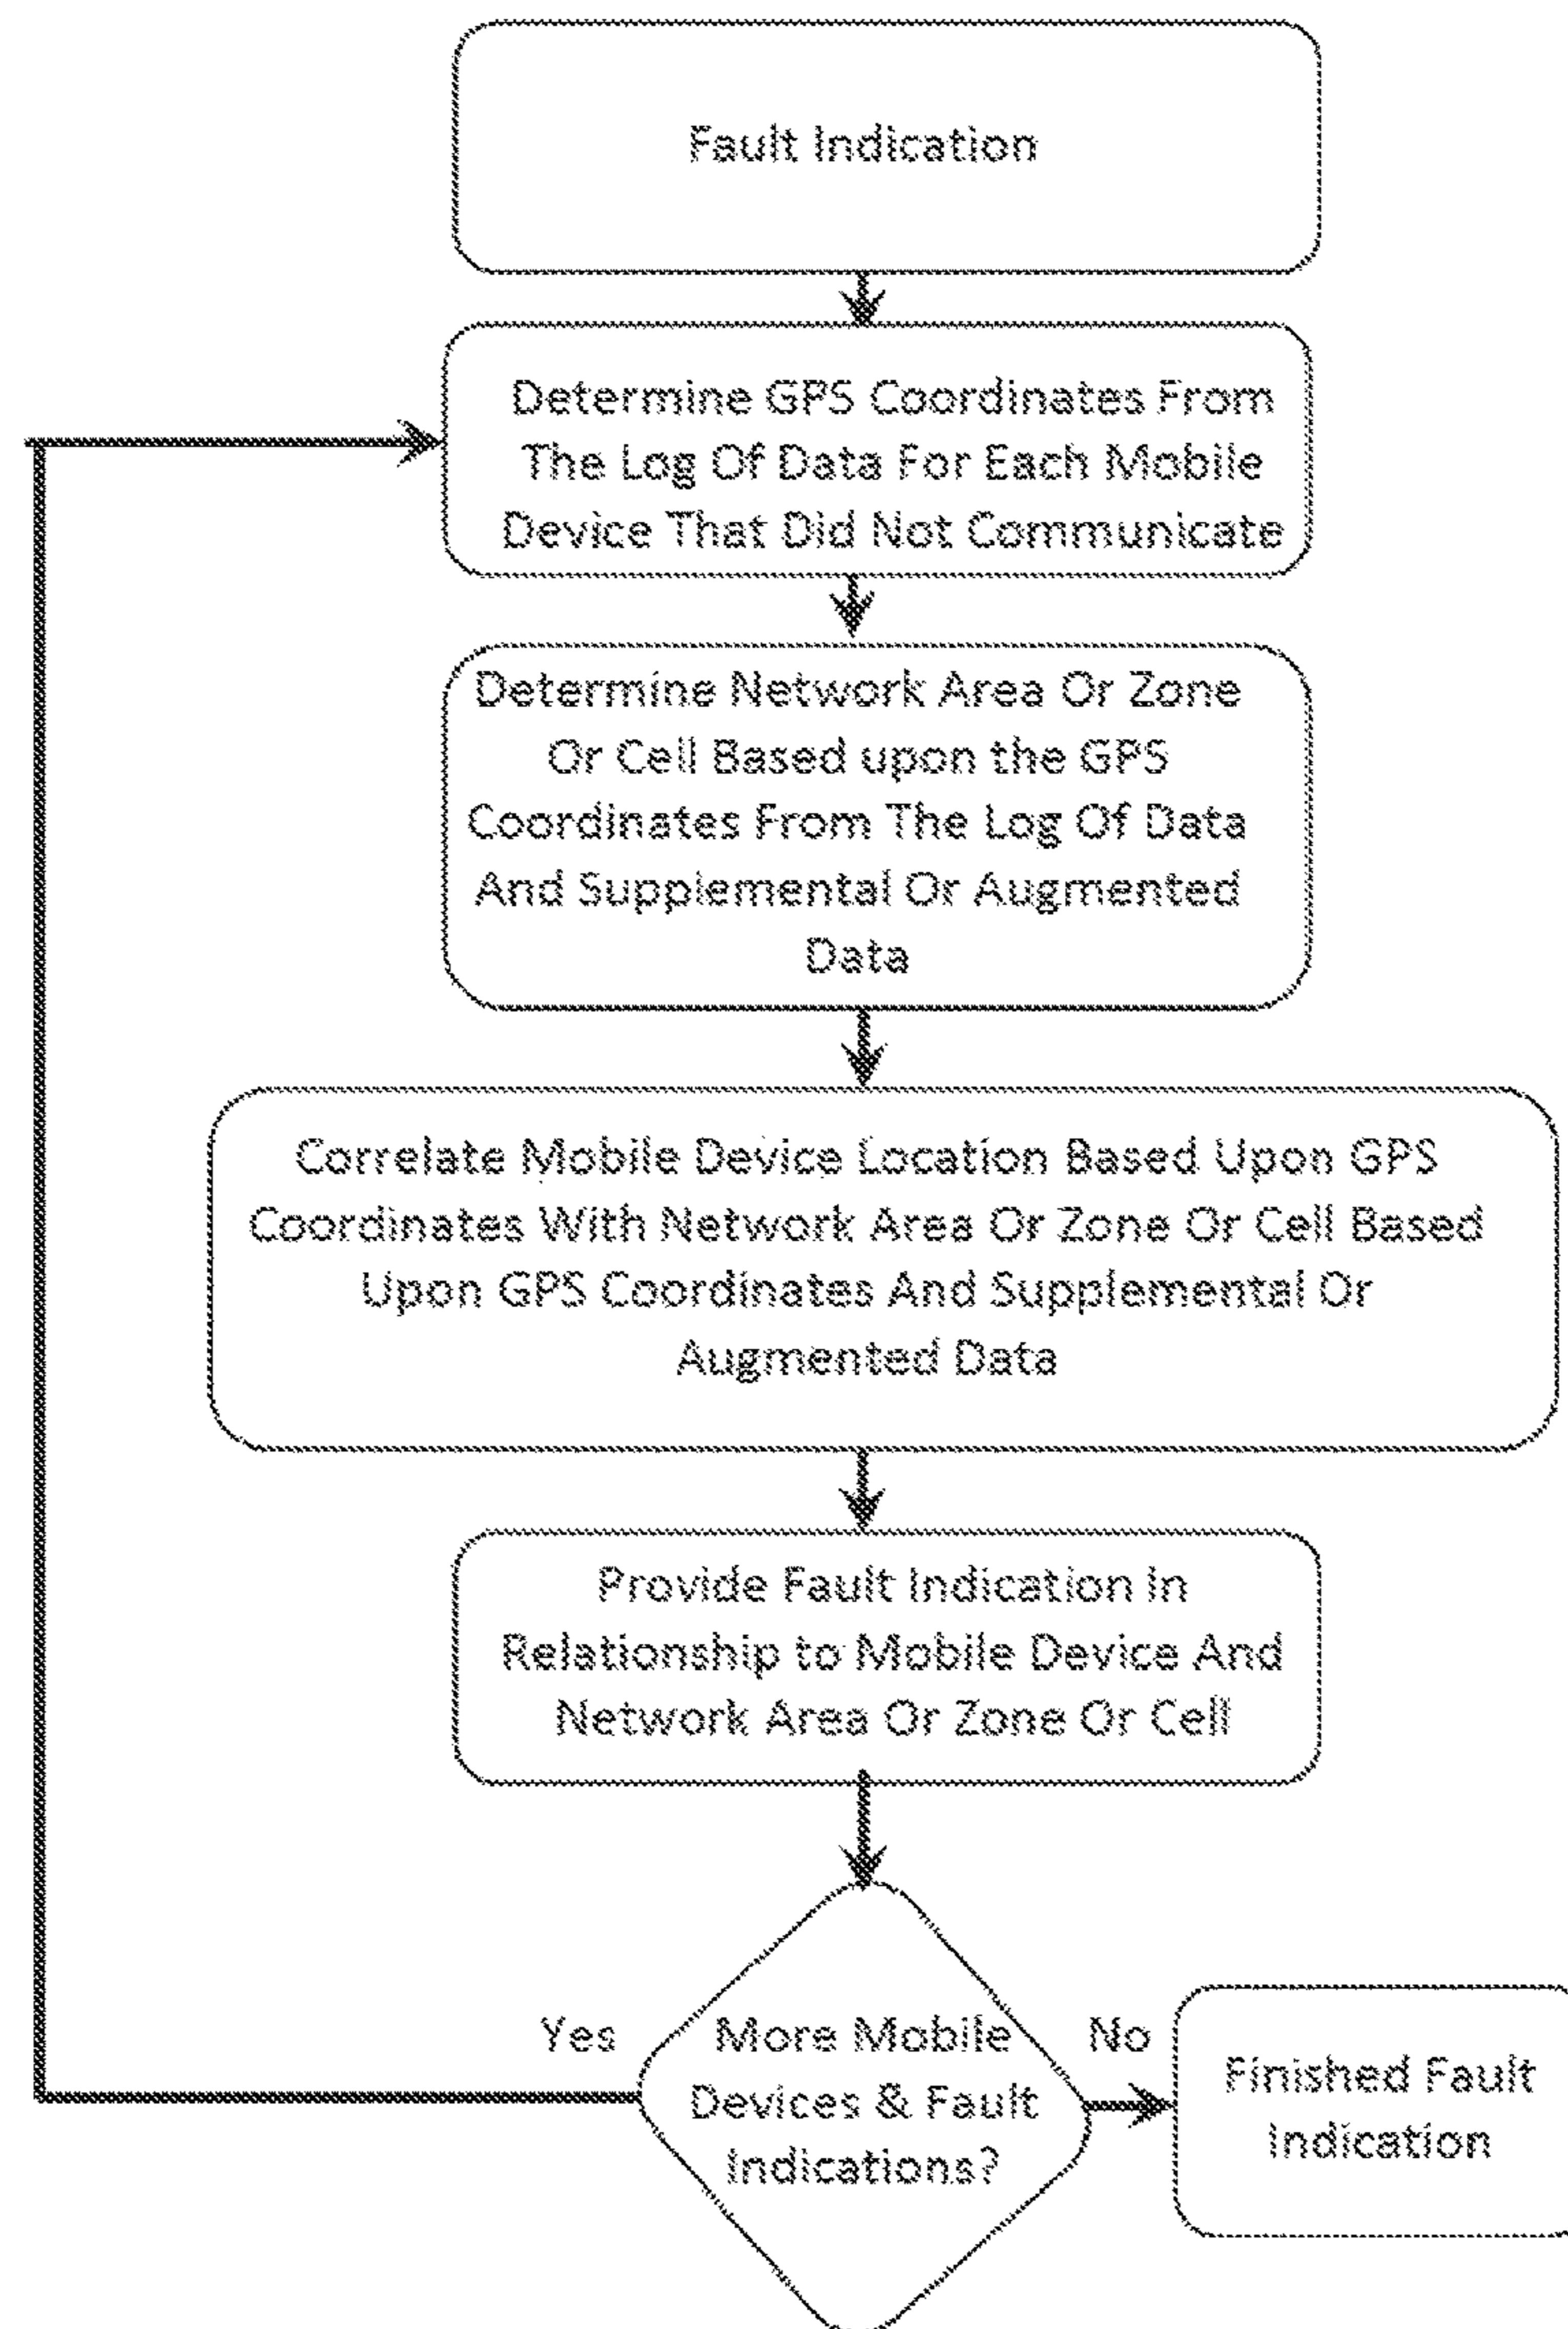 Fault Indication
Determine GPS Coordinates From
The Log Of Data For Each Mobile
Device That Did Not Communicate
Determine Network Area Or Zone
Or Cell Based upon the GPS
Coordinates From The Log Of Data
And Supplemental Or Augmented
Data
Correlate Mobile Device Location Based Upon GPS
Coordinates With Network Area Or Zone Or Cell Based
Upon GPS Coordinates And Supplemental Or
Augmented Data
Provide Fault Indication In
Relationship to Mobile Device And
Network Area Or Zone Or Cell
Yes
More Mobile
Devices & Fault
Indications?
No
Finished Fault
Indication